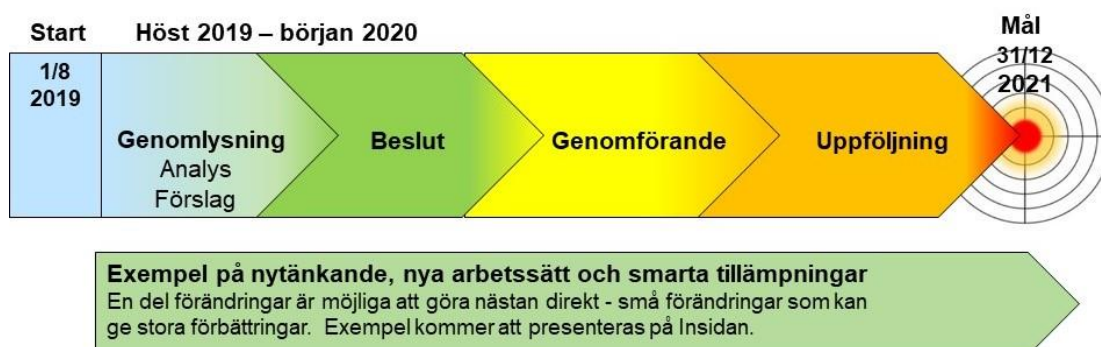 Start
Höst 2019 – början 2020
Mål
1/8
2019
31/12
2021
Genomlysning
Analys
Förslag
Beslut
Genomförande
Uppföljning
Exempel på nytänkande, nya arbetssätt och smarta tillämpningar
En del förändringar är möjliga att göra nästan direkt - små förändringar som kan
ge stora förbättringar.  Exempel kommer att presenteras på Insidan.